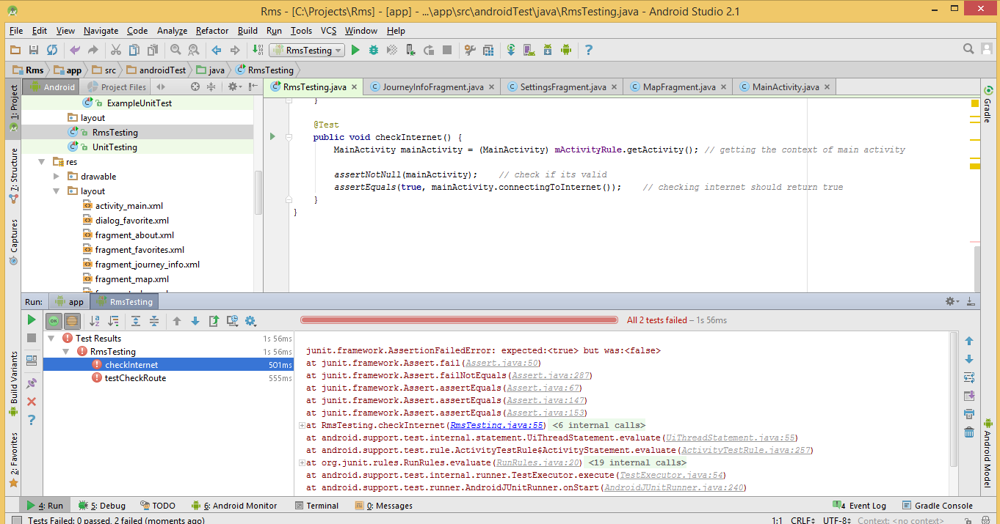 Rms - [C:\Projects\Rms] - [app] - ...\app\src\androidTest\java\RmsTesting.java - Android Studio 2.1
File Edit View Navigate Code Analyze Refactor Build Run Tools VCS Window Help
RmsTesting
Rms app src androidTest java RmsTesting
Android Project Files
RmsTesting.java JourneyInfoFragment.java SettingsFragment.java MapFragment.java MainActivity.java
1: Project
7: Structure
Captures
Build Variants
2: Favorites
ExampleUnitTest
layout
RmsTesting
UnitTesting
res
drawable
layout
activity_main.xml
dialog_favorite.xml
fragment_about.xml
fragment_favorites.xml
fragment_journey_info.xml
fragment_map.xml
}
@Test
public void checkInternet() {
MainActivity mainActivity = (MainActivity) mActivityRule.getActivity(); // getting the context of main activity
assertNotNull(mainActivity); // check if its valid
assertEquals(true, mainActivity.connectingToInternet()); // checking internet should return true
}
}
Gradle
Android Model
Run: app RmsTesting
OK
All 2 tests failed – 1s 56ms
Test Results 1s 56ms
RmsTesting 1s 56ms
checkInternet 501ms
testCheckRoute 555ms
junit.framework.AssertionFailedError: expected:<true> but was:<false>
at junit.framework.Assert.fail(Assert.java:50)
at junit.framework.Assert.failNotEquals(Assert.java:287)
at junit.framework.Assert.assertEquals(Assert.java:67)
at junit.framework.Assert.assertEquals(Assert.java:147)
at junit.framework.Assert.assertEquals(Assert.java:153)
at RmsTesting.checkInternet(RmsTesting.java:55) <6 internal calls>
at android.support.test.internal.statement.UiThreadStatement.evaluate(UiThreadStatement.java:55)
at android.support.test.rule.ActivityTestRule$ActivityStatement.evaluate(ActivityTestRule.java:257)
at org.junit.rules.RunRules.evaluate(RunRules.java:20) <19 internal calls>
at android.support.test.internal.runner.TestExecutor.execute(TestExecutor.java:54)
at android.support.test.runner.AndroidJUnitRunner.onStart(AndroidJUnitRunner.java:240)
4: Run 5: Debug TODO 6: Android Monitor Terminal 0: Messages 4 Event Log Gradle Console
Tests Failed: 0 passed, 2 failed (moments ago) 1:1 CRLF UTF-8 Context: <no context>